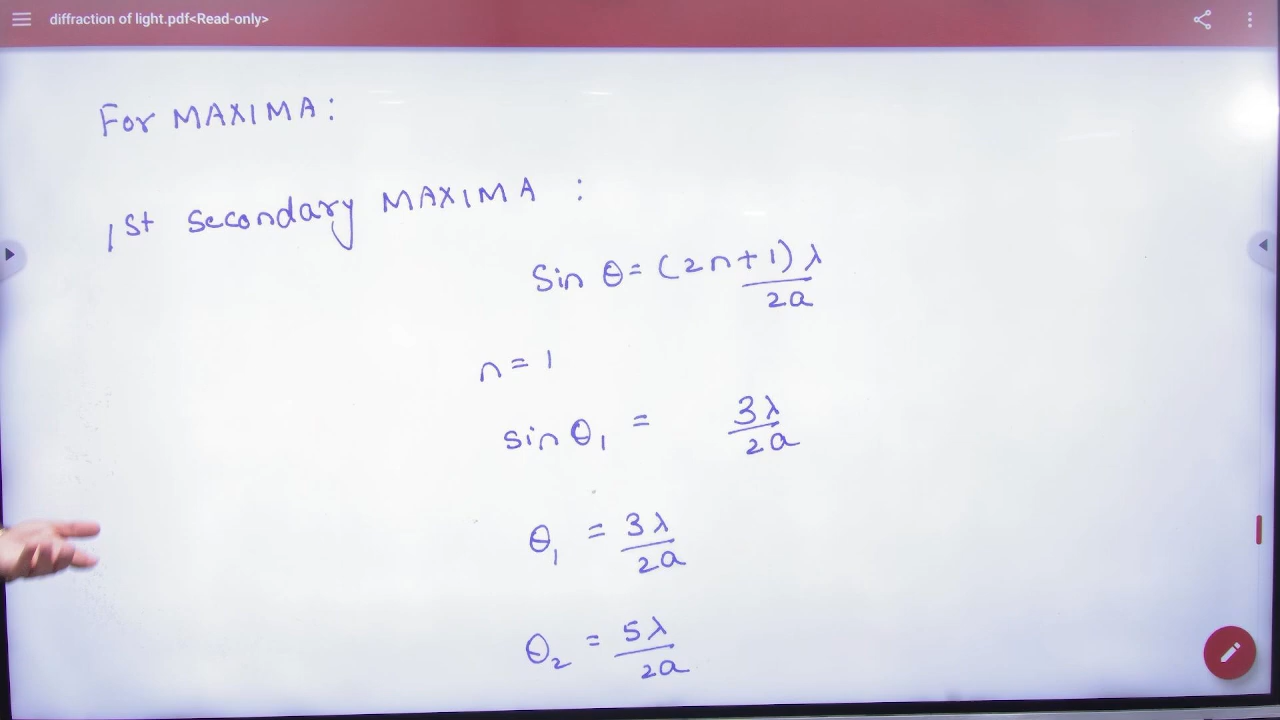 diffraction of light.pdf<Read-only>
For MAXIMA:
1st Secondary MAXIMA :
Sin θ = (2n+1) λ
2a
n = 1
sin θ₁ = 3λ
2a
θ₁ = 3λ
2a
θ₂ = 5λ
2a